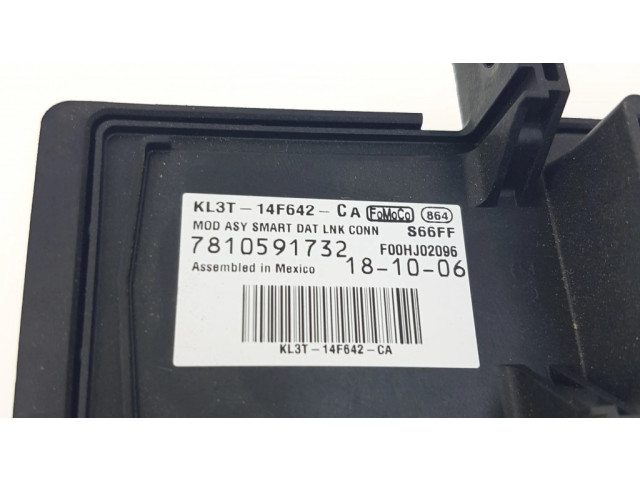 KL3T-14F642-CA FoMoCo 864
MOD ASY SMART DAT LNK CONN S66FF
7810591732 F00HJ02096
Assembled in Mexico 18-10-06
KL3T-14F642-CA